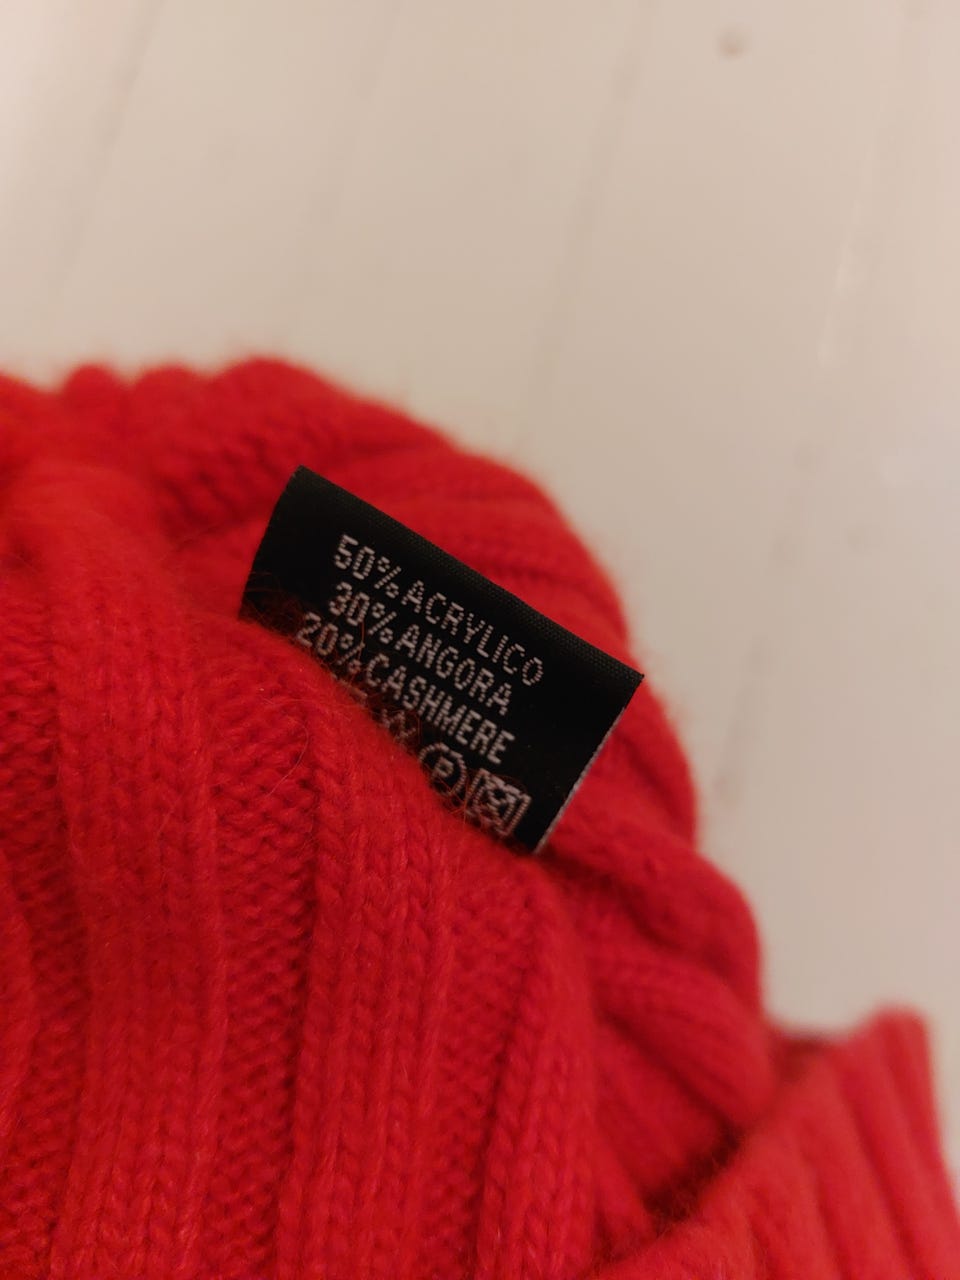 50% ACRYLICO
30% ANGORA
20% CASHMERE
P